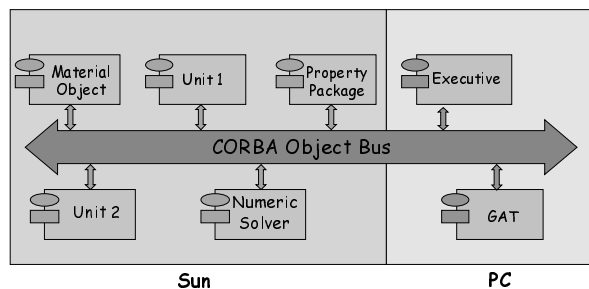 Material
Object
Unit 1
Property
Package
Executive
CORBA Object Bus
Unit 2
Numeric
Solver
GAT
Sun
PC